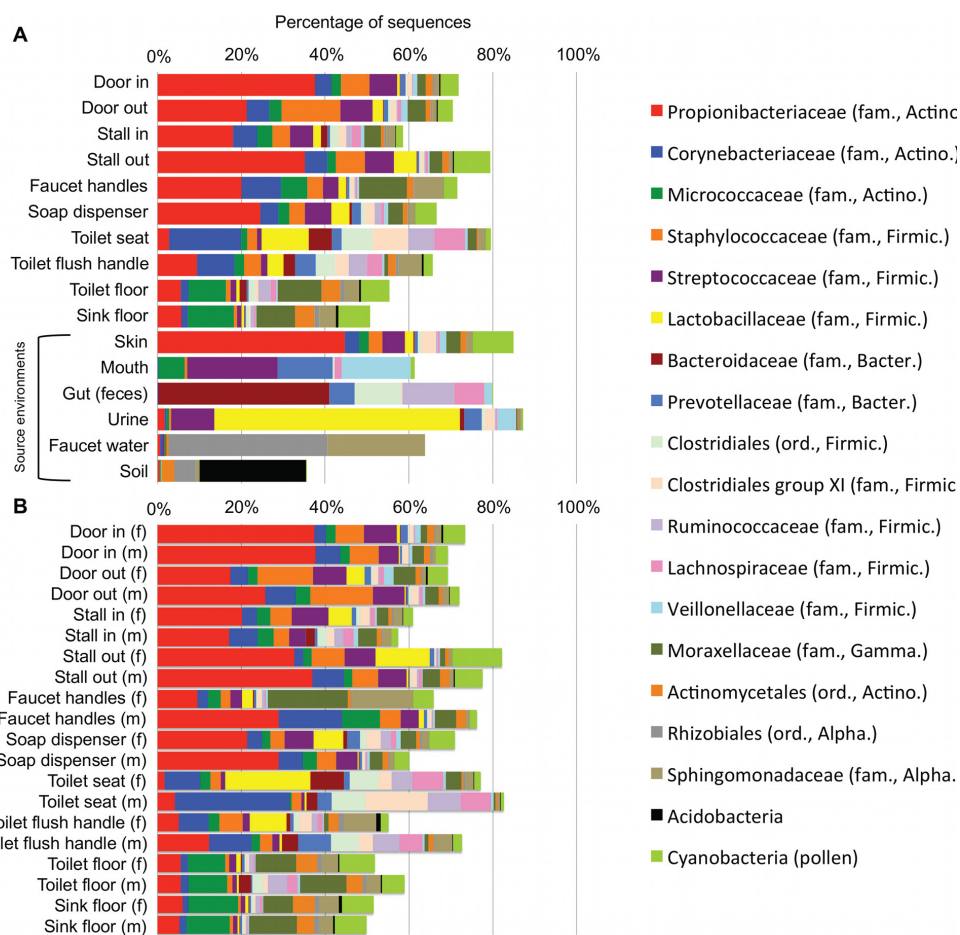 Percentage of sequences
A
0% 20% 40% 60% 80% 100%
Door in
Door out
Stall in
Stall out
Faucet handles
Soap dispenser
Toilet seat
Toilet flush handle
Toilet floor
Sink floor
Source environments
Skin
Mouth
Gut (feces)
Urine
Faucet water
Soil
B
0% 20% 40% 60% 80% 100%
Door in (f)
Door in (m)
Door out (f)
Door out (m)
Stall in (f)
Stall in (m)
Stall out (f)
Stall out (m)
Faucet handles (f)
Faucet handles (m)
Soap dispenser (f)
Soap dispenser (m)
Toilet seat (f)
Toilet seat (m)
oilet flush handle (f)
let flush handle (m)
Toilet floor (f)
Toilet floor (m)
Sink floor (f)
Sink floor (m)
Propionibacteriaceae (fam., Actino
Corynebacteriaceae (fam., Actino.)
Micrococcaceae (fam., Actino.)
Staphylococcaceae (fam., Firmic.)
Streptococcaceae (fam., Firmic.)
Lactobacillaceae (fam., Firmic.)
Bacteroidaceae (fam., Bacter.)
Prevotellaceae (fam., Bacter.)
Clostridiales (ord., Firmic.)
Clostridiales group XI (fam., Firmic
Ruminococcaceae (fam., Firmic.)
Lachnospiraceae (fam., Firmic.)
Veillonellaceae (fam., Firmic.)
Moraxellaceae (fam., Gamma.)
Actinomycetales (ord., Actino.)
Rhizobiales (ord., Alpha.)
Sphingomonadaceae (fam., Alpha.
Acidobacteria
Cyanobacteria (pollen)